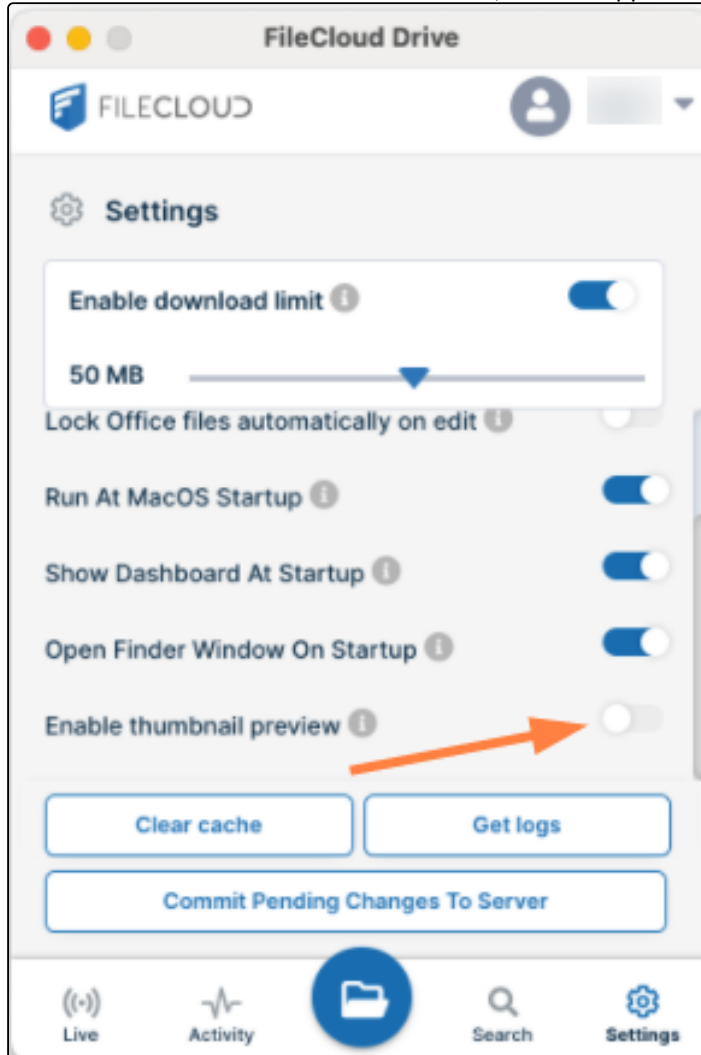 FileCloud Drive
FILECLOUD
Settings
Enable download limit
50 MB
Lock Office files automatically on edit
Run At MacOS Startup
Show Dashboard At Startup
Open Finder Window On Startup
Enable thumbnail preview
Clear cache
Get logs
Commit Pending Changes To Server
Live
Activity
Search
Settings